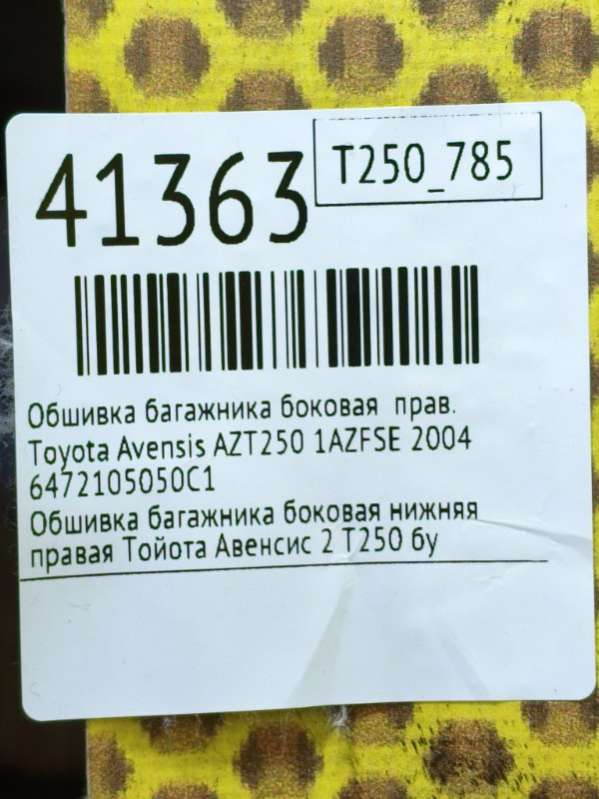 41363
T250_785
Обшивка багажника боковая прав.
Toyota Avensis AZT250 1AZFSE 2004
6472105050C1
Обшивка багажника боковая нижняя
правая Тойота Авенсис 2 Т250 бу